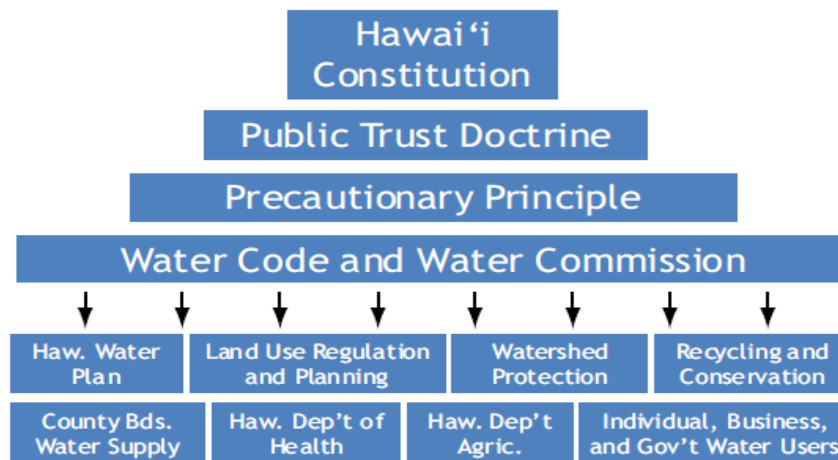 Hawai‘i
Constitution
Public Trust Doctrine
Precautionary Principle
Water Code and Water Commission
Haw. Water
Plan
Land Use Regulation
and Planning
Watershed
Protection
Recycling and
Conservation
County Bds.
Water Supply
Haw. Dep’t of
Health
Haw. Dep’t
Agric.
Individual, Business,
and Gov’t Water Users